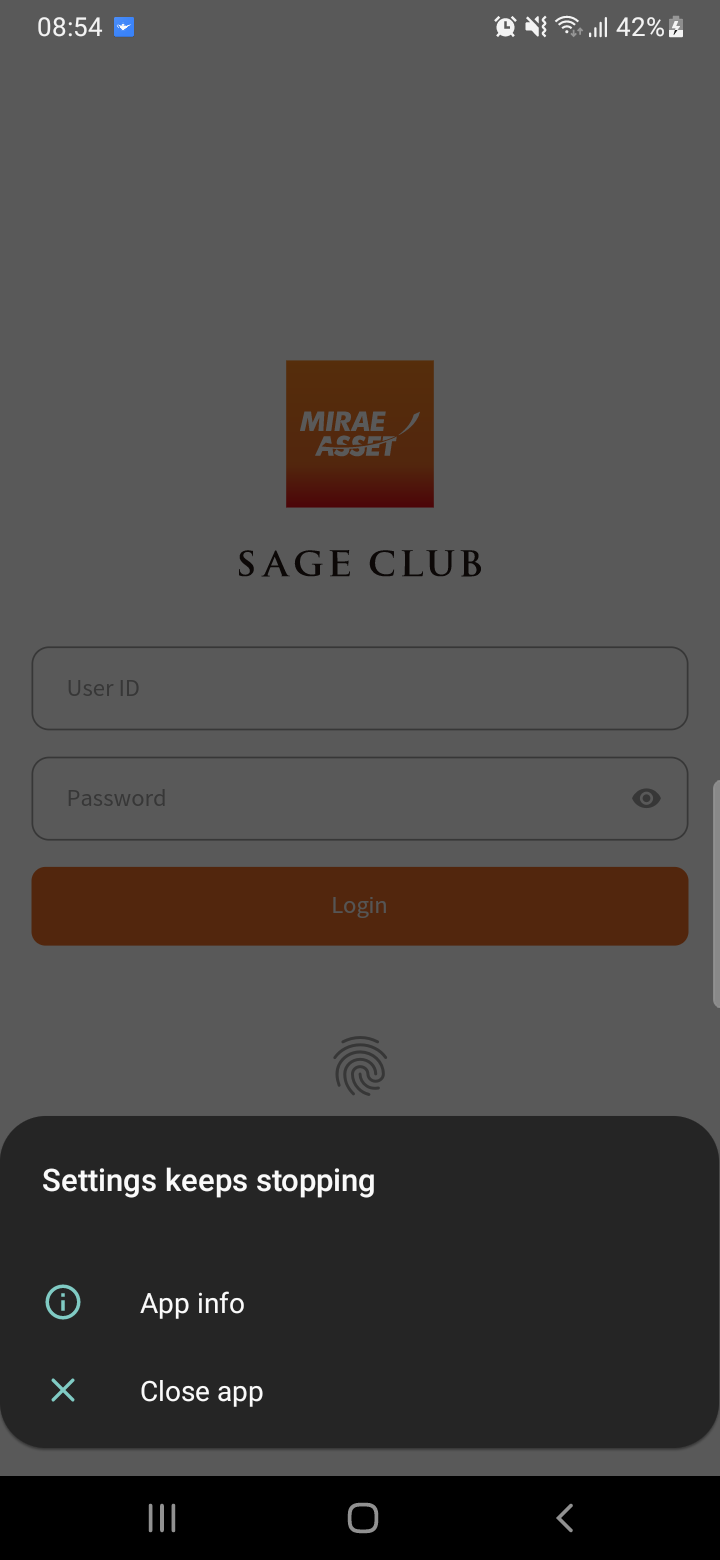 08:54
42%
MIRAE
ASSET
SAGE CLUB
User ID
Password
Login
Settings keeps stopping
App info
Close app